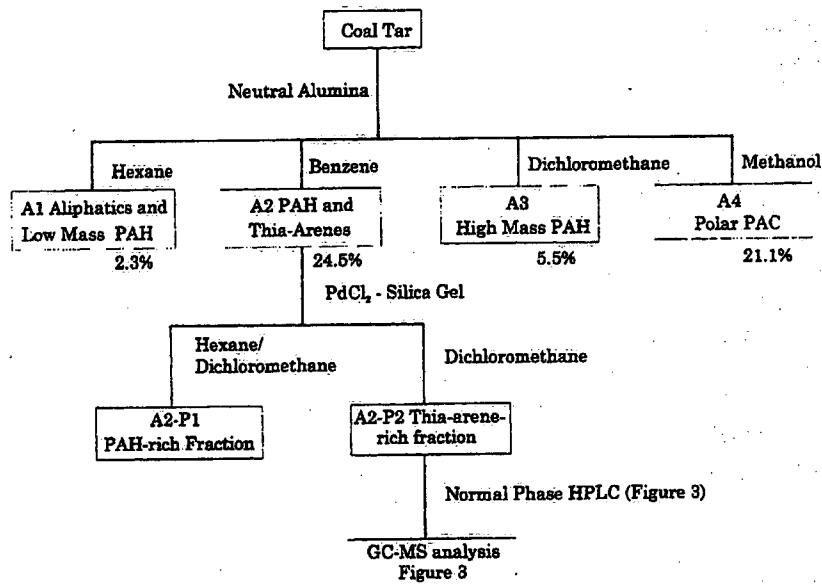 Coal Tar
Neutral Alumina
Hexane
Benzene
Dichloromethane
Methanol
A1 Aliphatics and
Low Mass PAH
2.3%
A2 PAH and
Thia-Arenes
24.5%
A3
High Mass PAH
5.5%
A4
Polar PAC
21.1%
PdCl₂ - Silica Gel
Hexane/
Dichloromethane
Dichloromethane
A2-P1
PAH-rich Fraction
A2-P2 Thia-arene-
rich fraction
Normal Phase HPLC (Figure 3)
GC-MS analysis
Figure 3